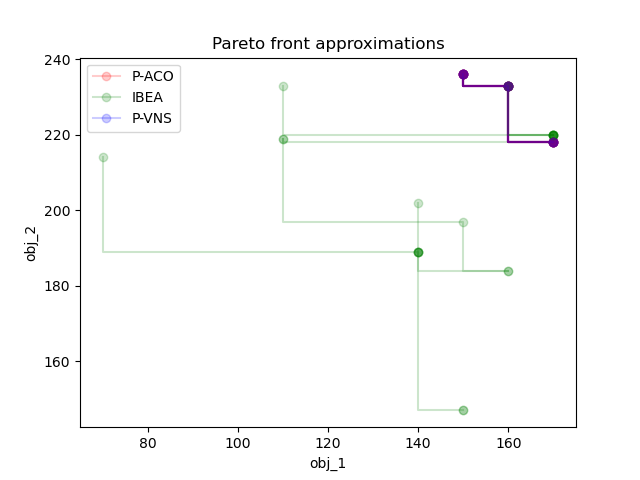 Pareto front approximations
P-ACO
IBEA
P-VNS
240
220
200
180
160
obj_2
80 100 120 140 160
obj_1